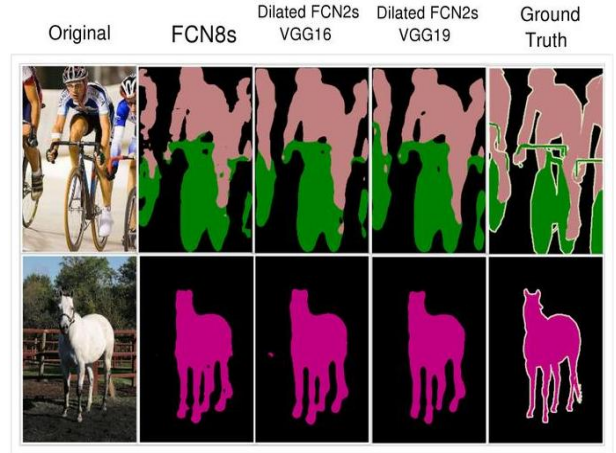 Original
FCN8s
Dilated FCN2s
VGG16
Dilated FCN2s
VGG19
Ground
Truth